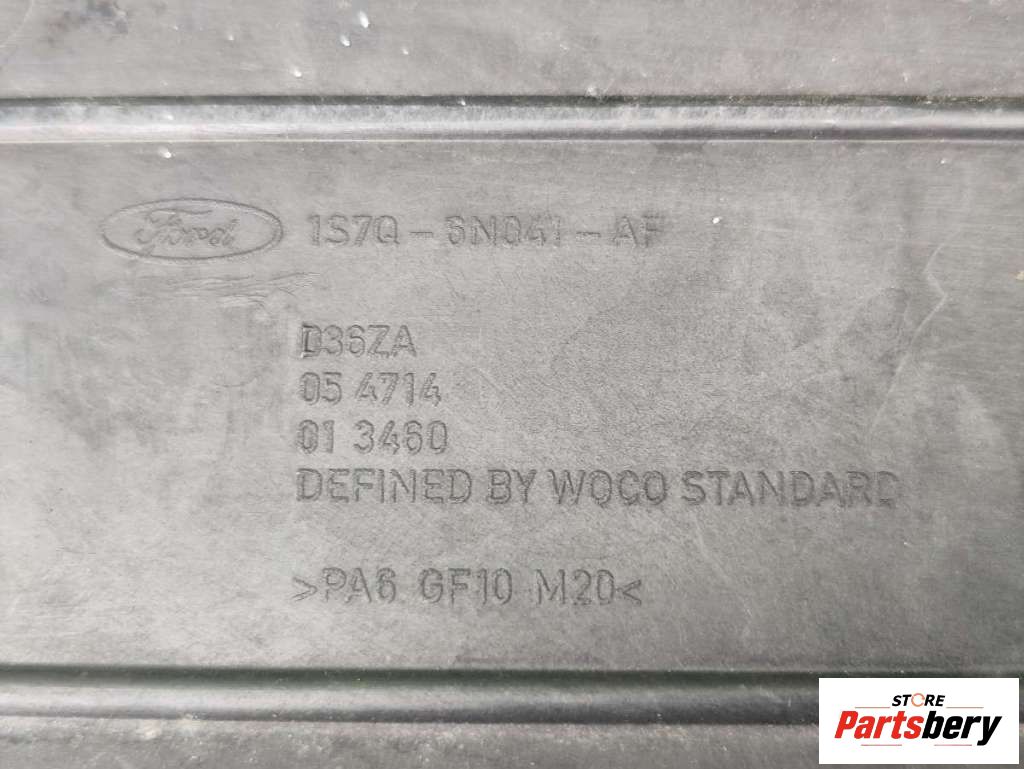 Ford 1S7Q-6N041-AF
D36ZA
05 4714
01 3460
DEFINED BY WOCO STANDARD
>PA6 GF10 M20<
STORE
Partsbery